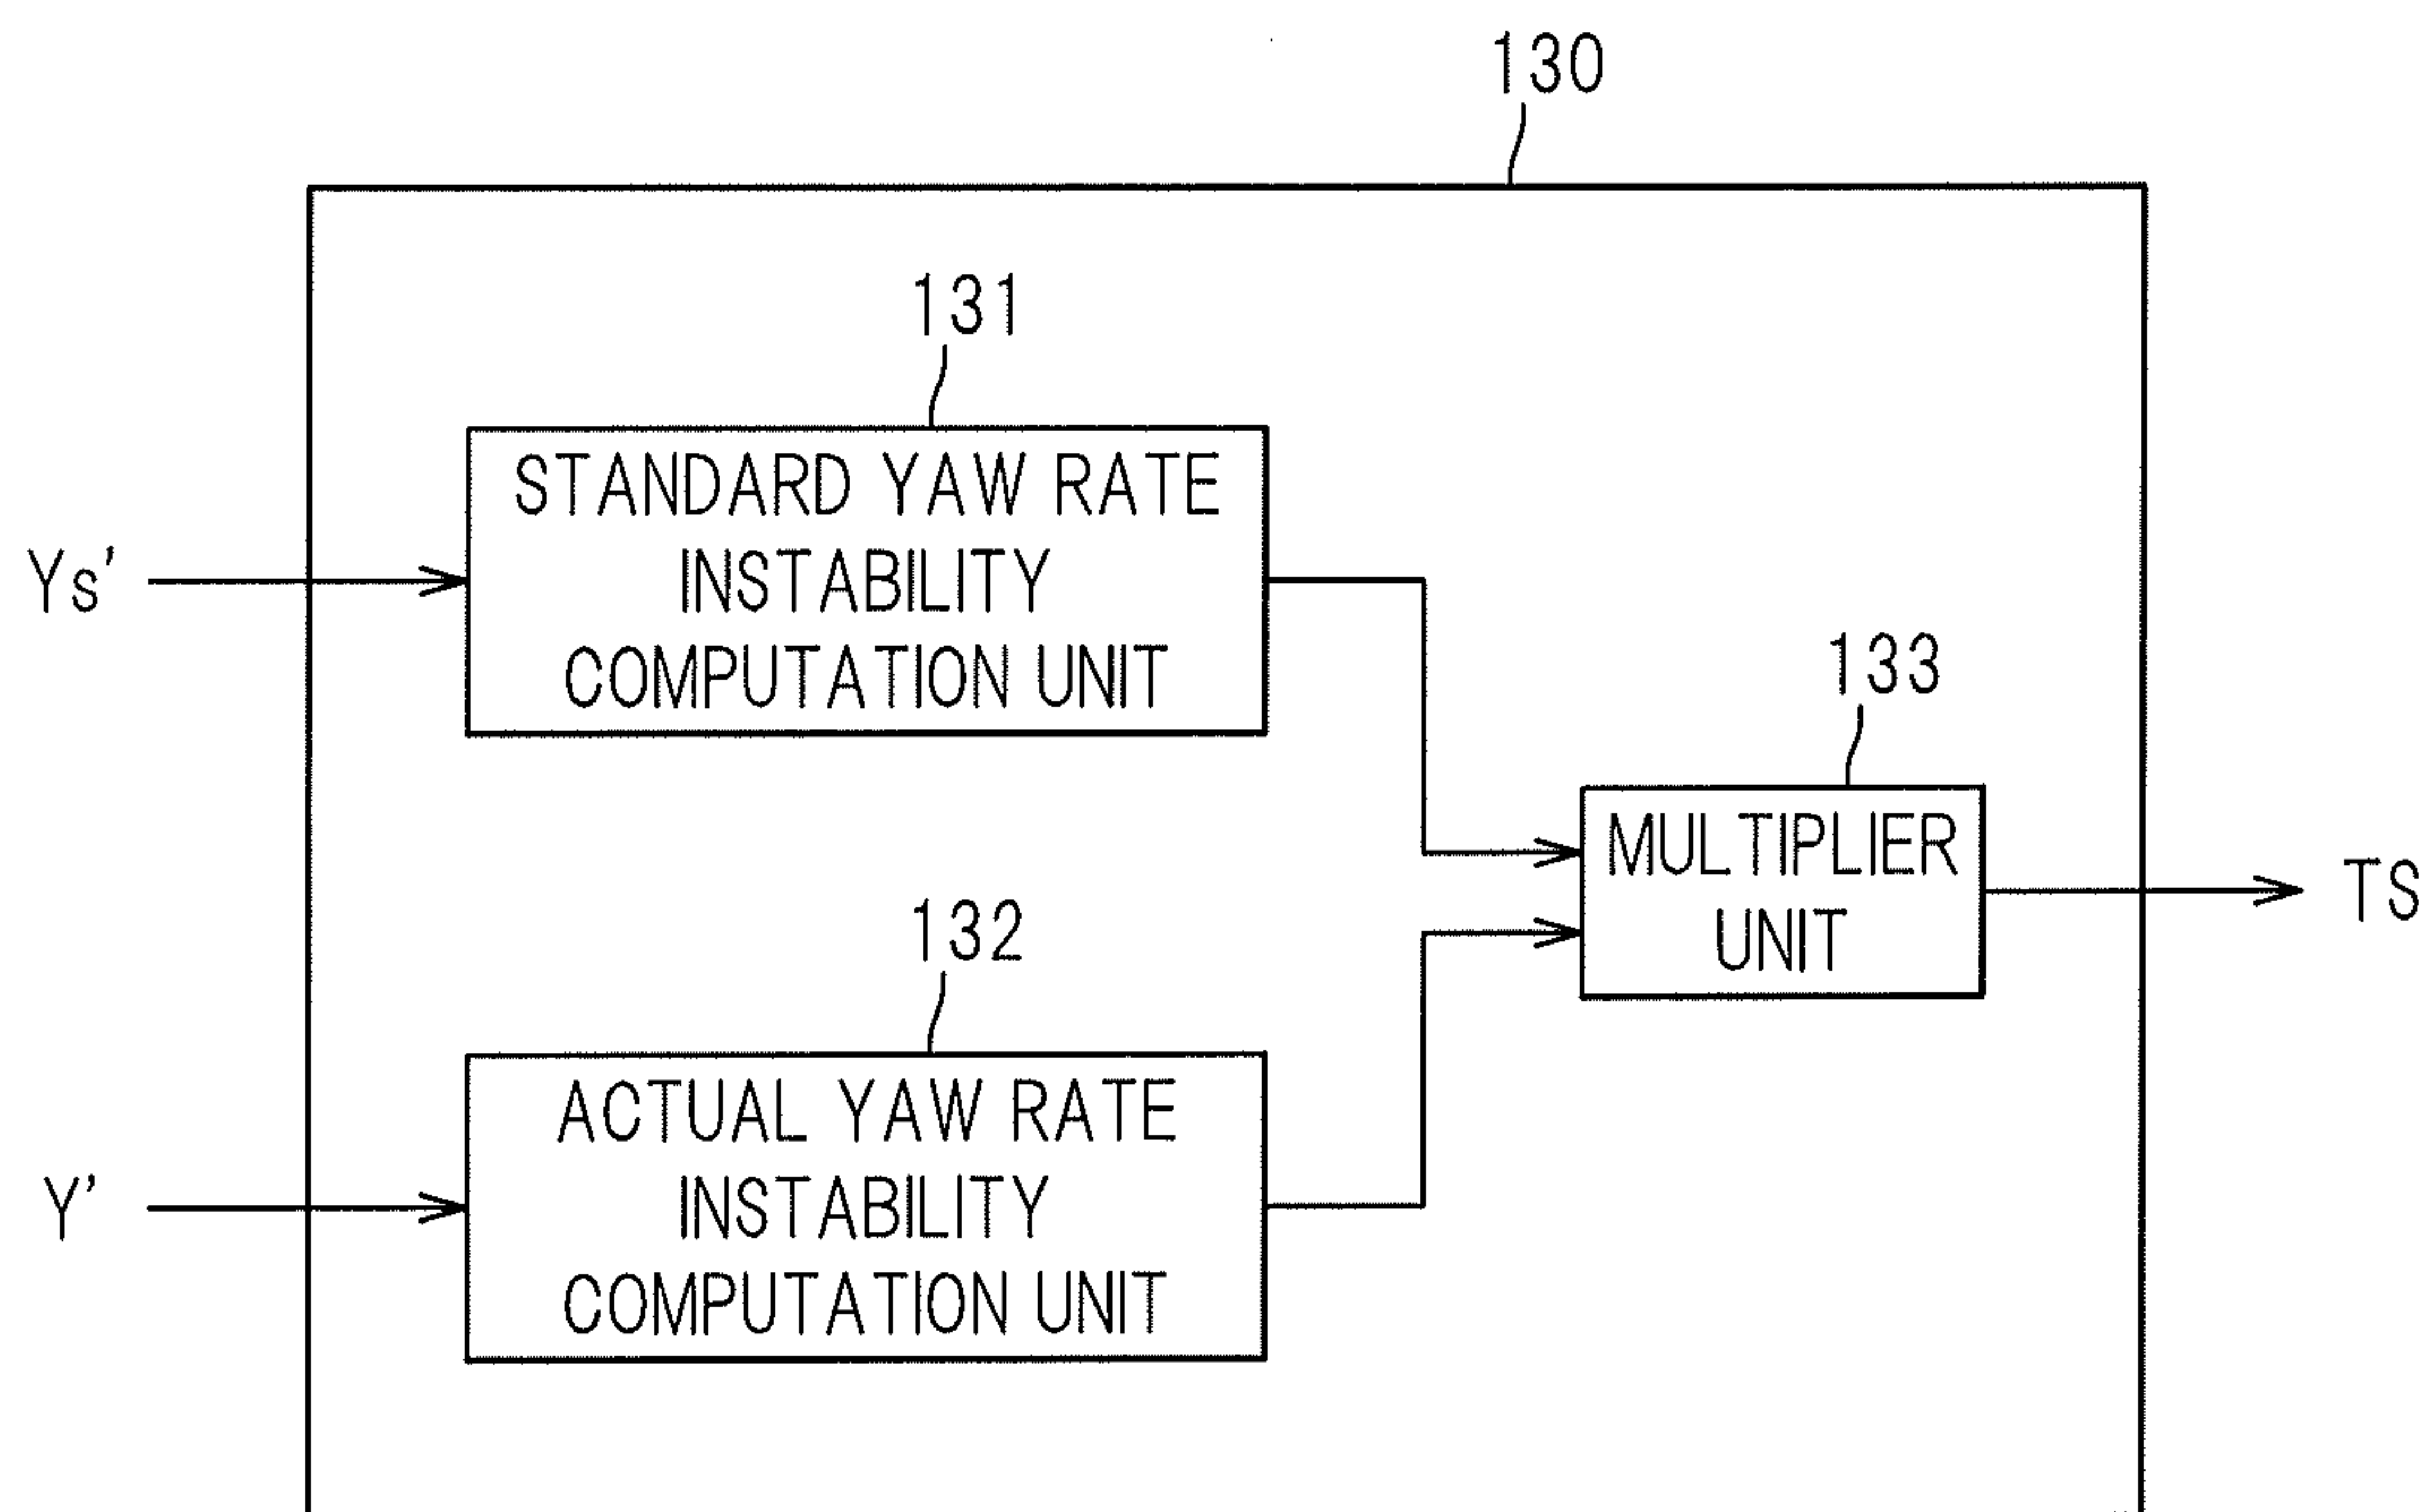 130
131
STANDARD YAW RATE
INSTABILITY
COMPUTATION UNIT
Ys'
133
MULTIPLIER
UNIT
TS
132
ACTUAL YAW RATE
INSTABILITY
COMPUTATION UNIT
Y'